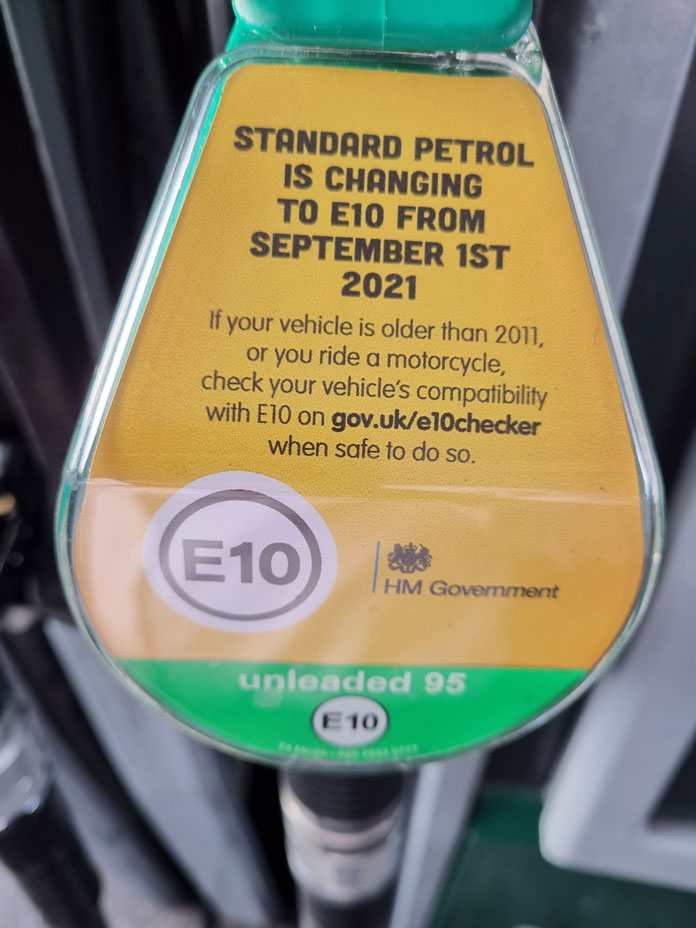 STANDARD PETROL
IS CHANGING
TO E10 FROM
SEPTEMBER 1ST
2021
If your vehicle is older than 2011,
or you ride a motorcycle,
check your vehicle's compatibility
with E10 on gov.uk/e10checker
when safe to do so.
E10
HM Government
unleaded 95
E10